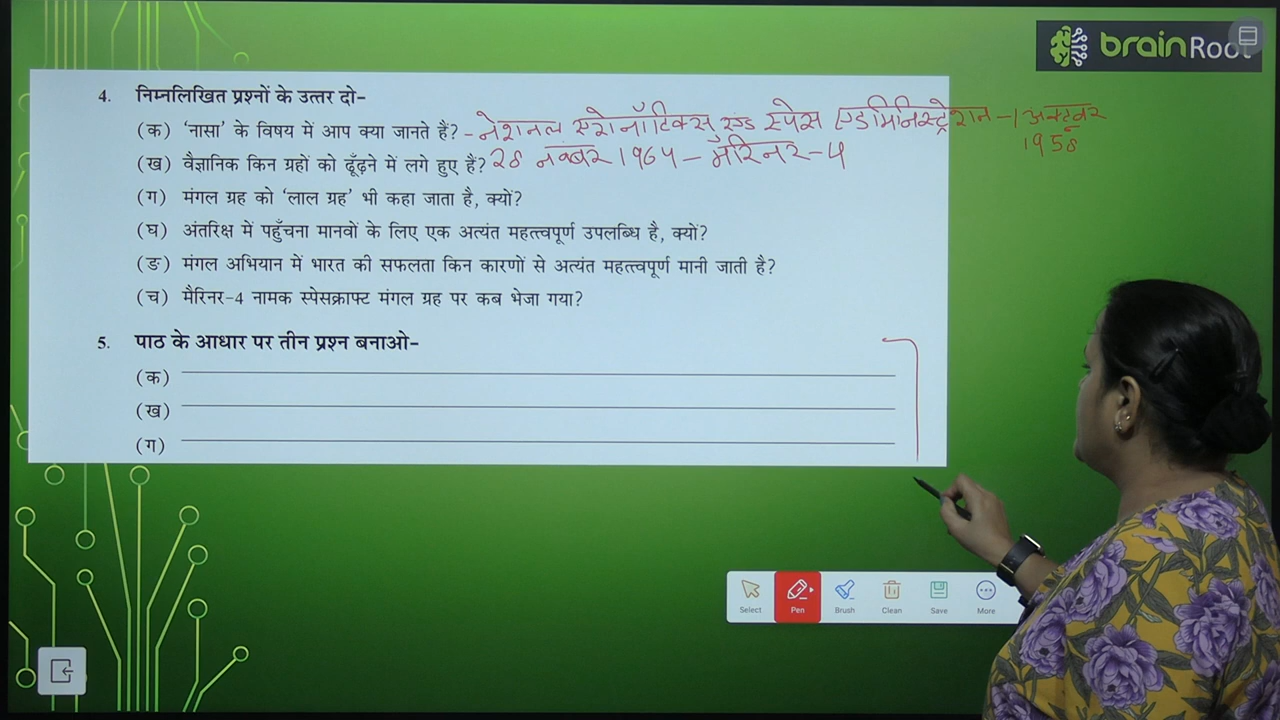 brainRoot
4. निम्नलिखित प्रश्नों के उत्तर दो-
(क) 'नासा' के विषय में आप क्या जानते हैं? - नेशनल एरोनॉटिक्स एण्ड स्पेस एडमिनिस्ट्रेशन - 1 अक्टूबर
1958
(ख) वैज्ञानिक किन ग्रहों को ढूँढ़ने में लगे हुए हैं? 28 नवंबर 1964 - मैरिनर-4
(ग) मंगल ग्रह को 'लाल ग्रह' भी कहा जाता है, क्यों?
(घ) अंतरिक्ष में पहुँचना मानवों के लिए एक अत्यंत महत्त्वपूर्ण उपलब्धि है, क्यों?
(ङ) मंगल अभियान में भारत की सफलता किन कारणों से अत्यंत महत्त्वपूर्ण मानी जाती है?
(च) मैरिनर-4 नामक स्पेसक्राफ्ट मंगल ग्रह पर कब भेजा गया?
5. पाठ के आधार पर तीन प्रश्न बनाओ-
(क)
(ख)
(ग)
Select Pen Brush Clean Save More